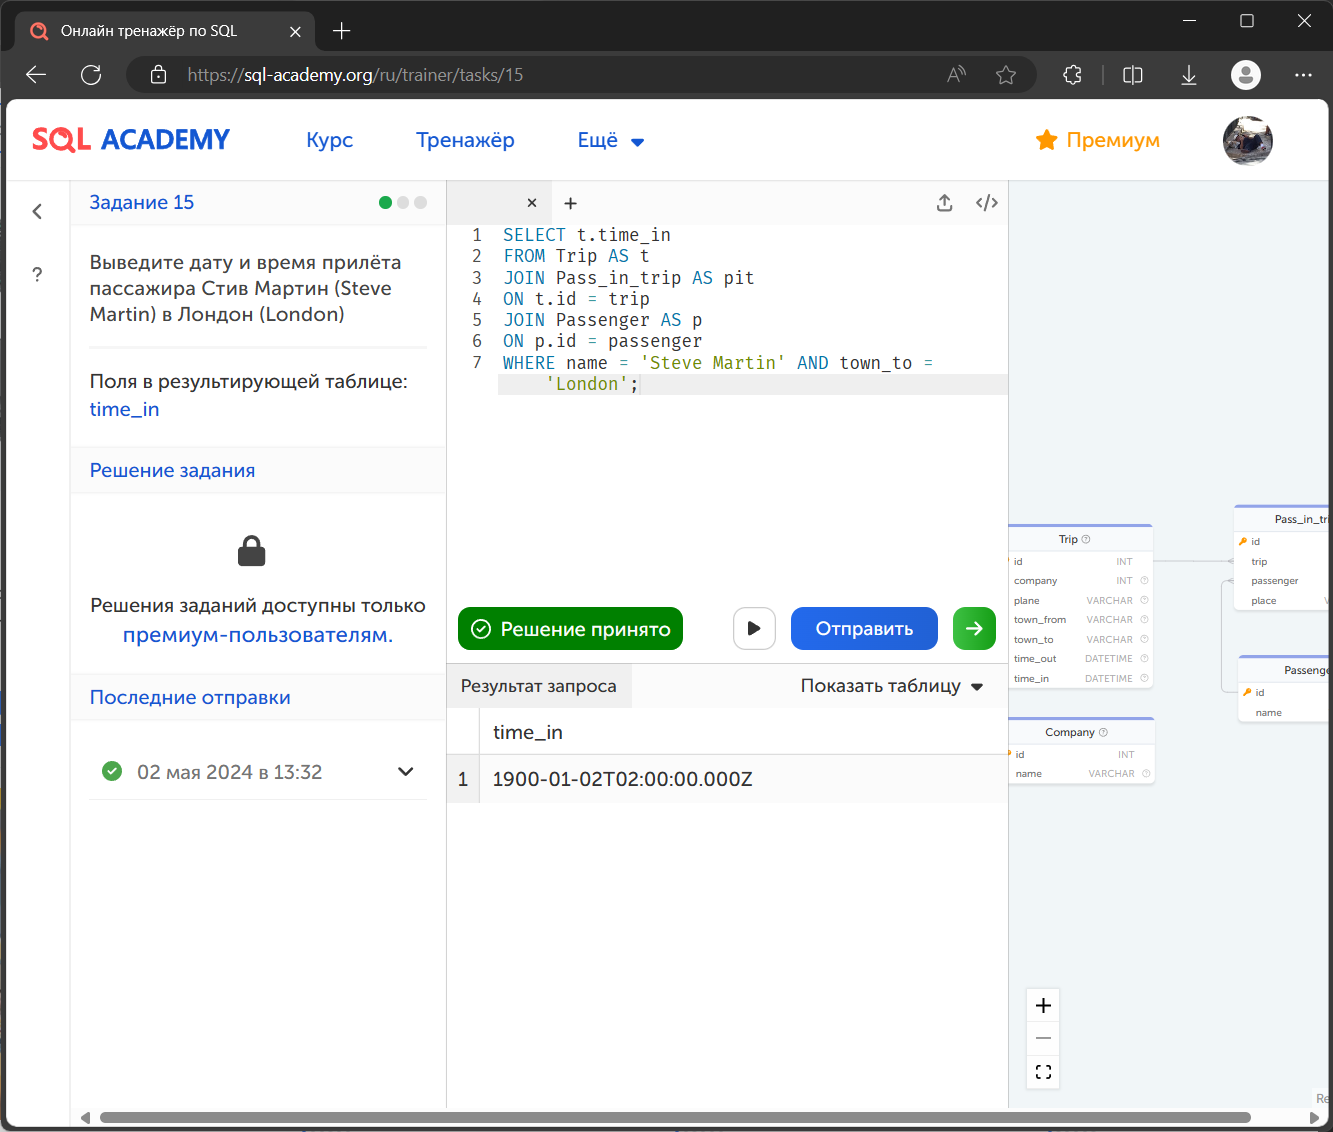 Онлайн тренажёр по SQL
https://sql-academy.org/ru/trainer/tasks/15
SQL ACADEMY
Курс
Тренажёр
Ещё
Премиум
Задание 15
Выведите дату и время прилёта
пассажира Стив Мартин (Steve
Martin) в Лондон (London)
Поля в результирующей таблице:
time_in
Решение задания
Решения заданий доступны только
премиум-пользователям.
Последние отправки
02 мая 2024 в 13:32
1 SELECT t.time_in
2 FROM Trip AS t
3 JOIN Pass_in_trip AS pit
4 ON t.id = trip
5 JOIN Passenger AS p
6 ON p.id = passenger
7 WHERE name = 'Steve Martin' AND town_to =
'London';
Решение принято
Отправить
Результат запроса
Показать таблицу
time_in
1 1900-01-02T02:00:00.000Z
Trip
id INT
company INT
plane VARCHAR
town_from VARCHAR
town_to VARCHAR
time_out DATETIME
time_in DATETIME
Company
id INT
name VARCHAR
Pass_in_tri
id
trip
passenger
place V
Passenge
id
name
Re